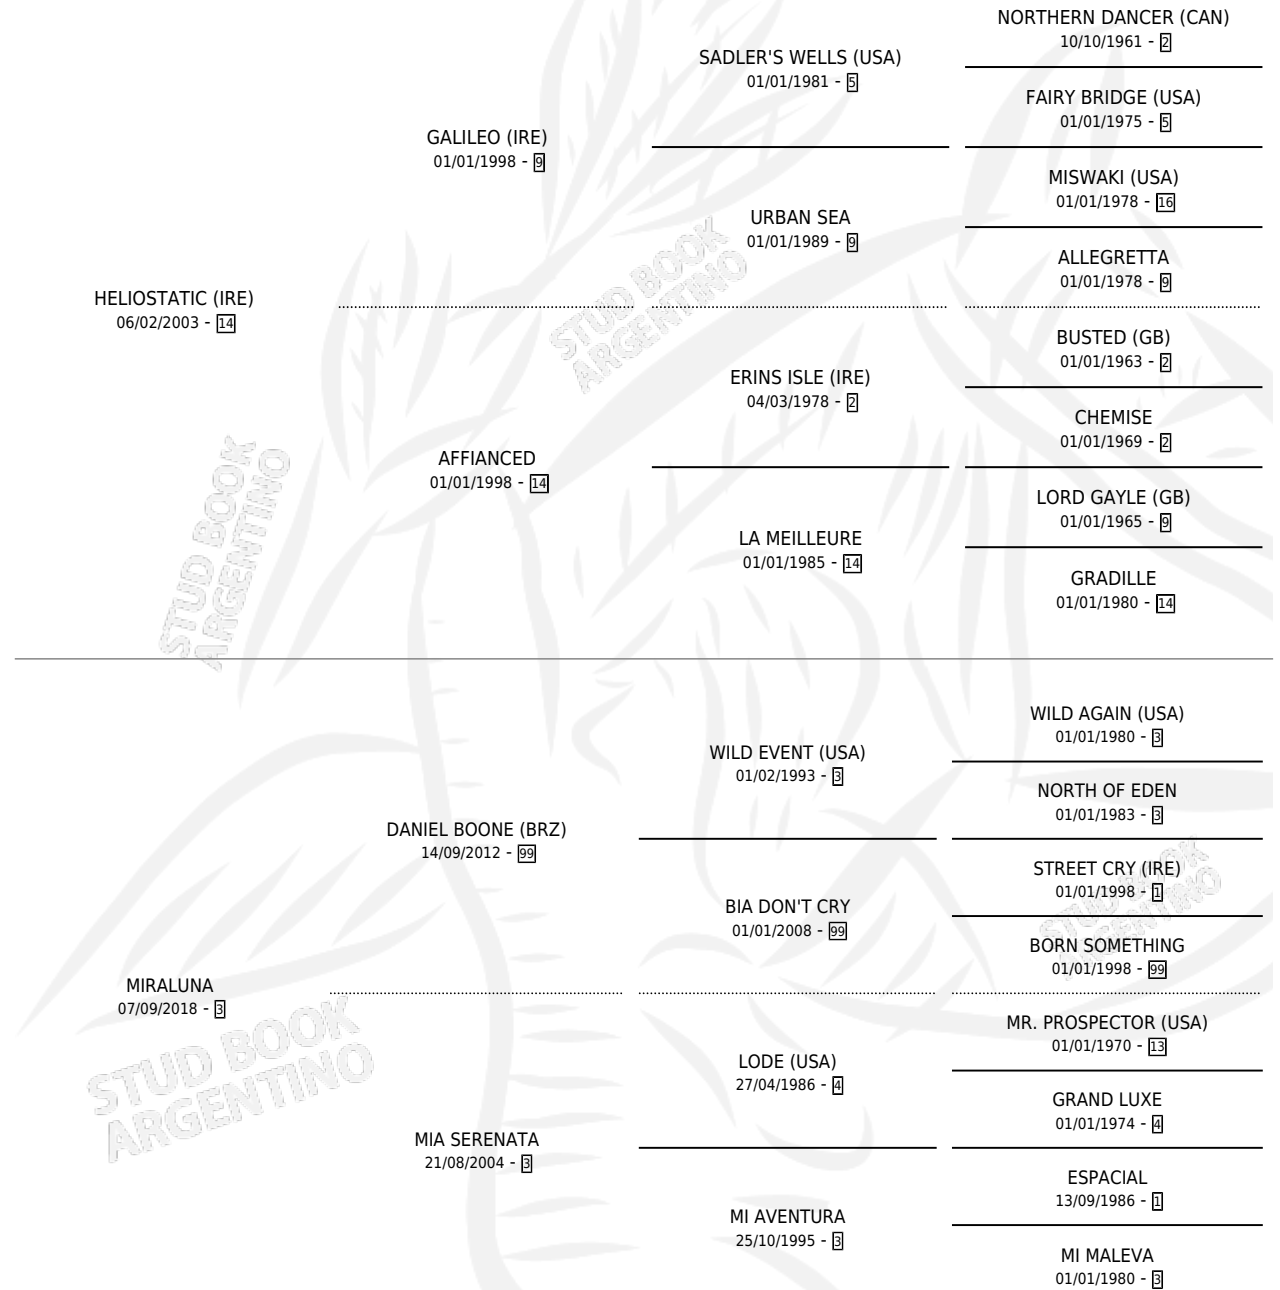 NORTHERN DANCER (CAN)
10/10/1961 - 2
SADLER'S WELLS (USA)
01/01/1981 - 5
FAIRY BRIDGE (USA)
01/01/1975 - 5
GALILEO (IRE)
01/01/1998 - 9
MISWAKI (USA)
01/01/1978 - 16
URBAN SEA
01/01/1989 - 9
ALLEGRETTA
01/01/1978 - 9
HELIOSTATIC (IRE)
06/02/2003 - 14
STUD BOOK
ARGENTINO
BUSTED (GB)
01/01/1963 - 2
ERINS ISLE (IRE)
04/03/1978 - 2
CHEMISE
01/01/1969 - 2
AFFIANCED
01/01/1998 - 14
LORD GAYLE (GB)
01/01/1965 - 9
LA MEILLEURE
01/01/1985 - 14
GRADILLE
01/01/1980 - 14
STUD BOOK
ARGENTINO
WILD AGAIN (USA)
01/01/1980 - 3
WILD EVENT (USA)
01/02/1993 - 3
NORTH OF EDEN
01/01/1983 - 3
DANIEL BOONE (BRZ)
14/09/2012 - 99
STREET CRY (IRE)
01/01/1998 - 1
BIA DON'T CRY
01/01/2008 - 99
STUD BOOK
ARGENTINO
BORN SOMETHING
01/01/1998 - 99
MIRALUNA
07/09/2018 - 3
MR. PROSPECTOR (USA)
01/01/1970 - 13
LODE (USA)
27/04/1986 - 4
STUD BOOK
ARGENTINO
GRAND LUXE
01/01/1974 - 4
MIA SERENATA
21/08/2004 - 3
ESPACIAL
13/09/1986 - 1
MI AVENTURA
25/10/1995 - 3
MI MALEVA
01/01/1980 - 3